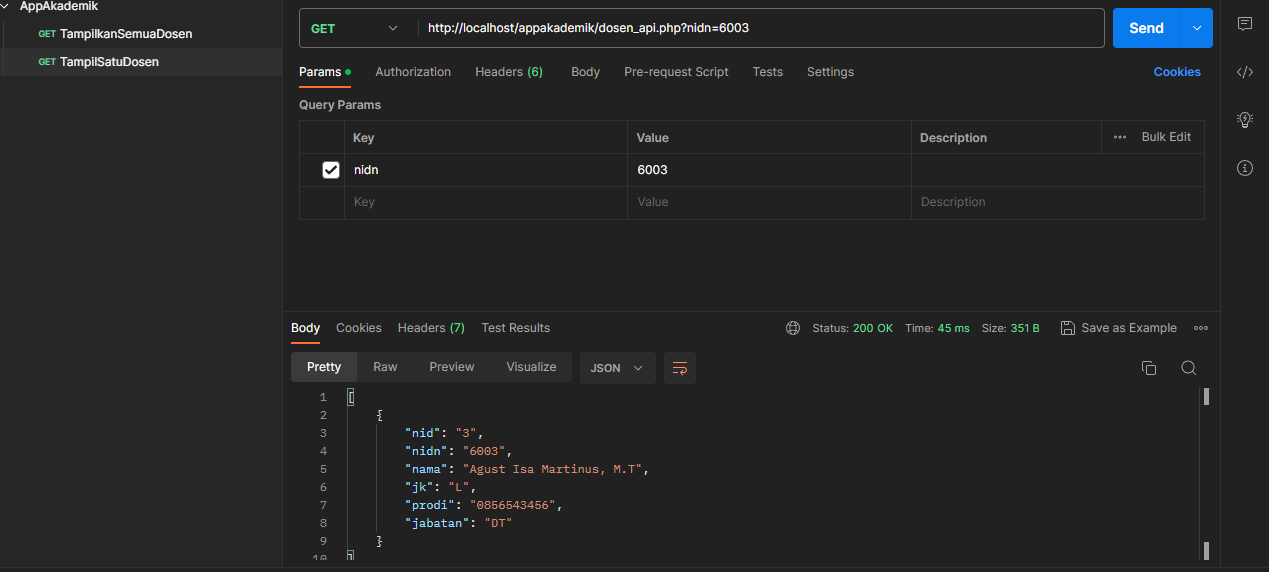 AppAkademik
GET TampilkanSemuaDosen
GET TampilSatuDosen
GET http://localhost/appakademik/dosen_api.php?nidn=6003 Send
Params Authorization Headers (6) Body Pre-request Script Tests Settings Cookies
Query Params
Key Value Description Bulk Edit
nidn 6003
Key Value Description
Body Cookies Headers (7) Test Results Status: 200 OK Time: 45 ms Size: 351 B Save as Example
Pretty Raw Preview Visualize JSON
1 [
2 {
3 "nid": "3",
4 "nidn": "6003",
5 "nama": "Agust Isa Martinus, M.T",
6 "jk": "L",
7 "prodi": "0856543456",
8 "jabatan": "DT"
9 }
10 ]